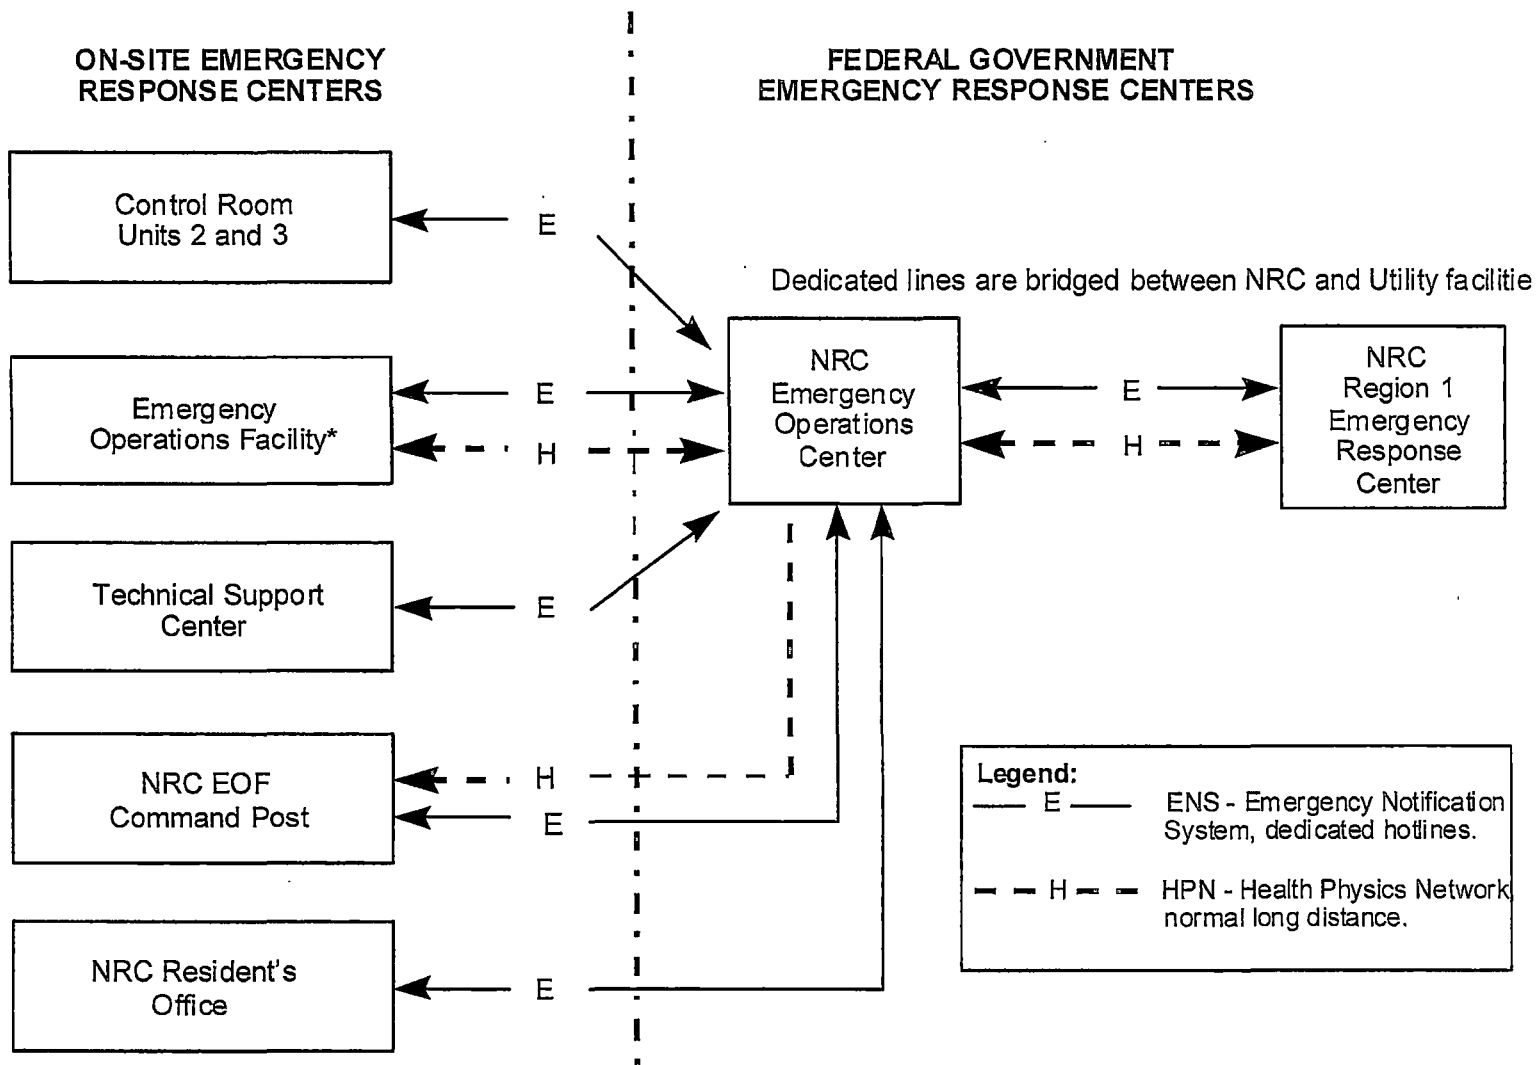 ON-SITE EMERGENCY
RESPONSE CENTERS
FEDERAL GOVERNMENT
EMERGENCY RESPONSE CENTERS
Control Room
Units 2 and 3
E
Dedicated lines are bridged between NRC and Utility facilitie
Emergency
Operations Facility*
E
H
NRC
Emergency
Operations
Center
E
H
NRC
Region 1
Emergency
Response
Center
Technical Support
Center
E
NRC EOF
Command Post
H
E
NRC Resident's
Office
E
Legend:
E ENS - Emergency Notification
System, dedicated hotlines.
H HPN - Health Physics Network
normal long distance.